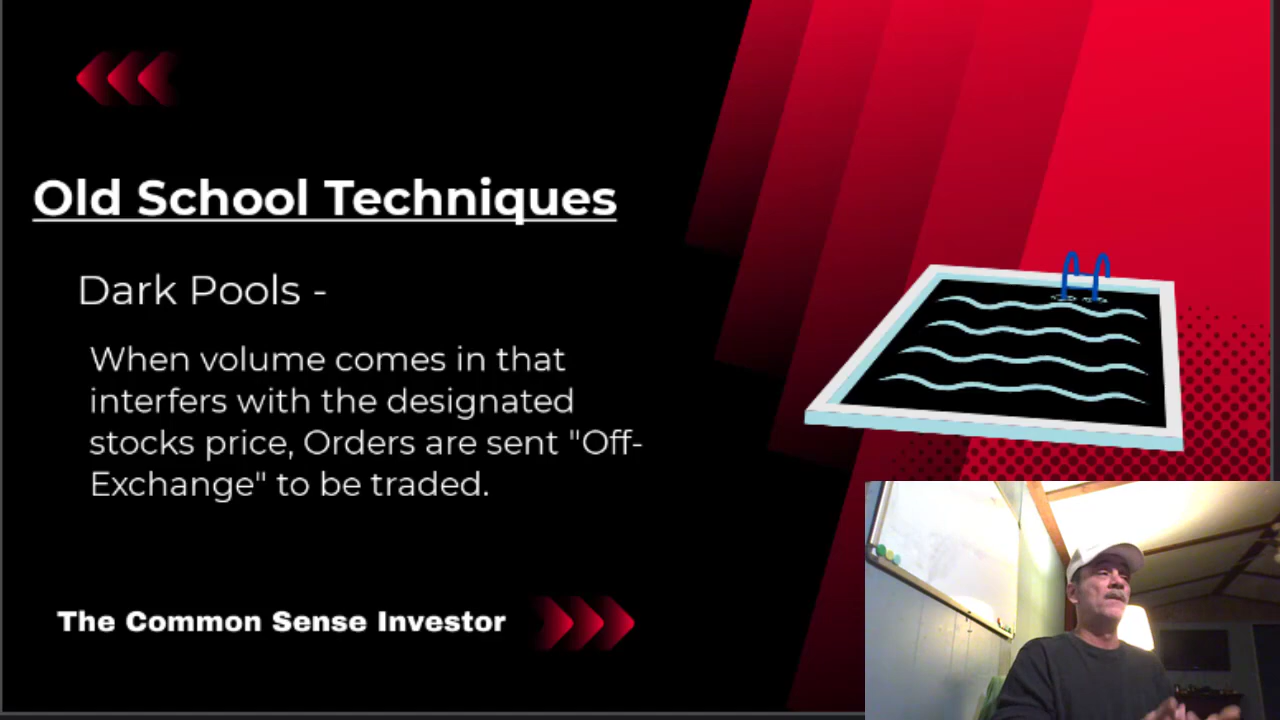 Old School Techniques
Dark Pools -
When volume comes in that
interfers with the designated
stocks price, Orders are sent "Off-
Exchange" to be traded.
The Common Sense Investor